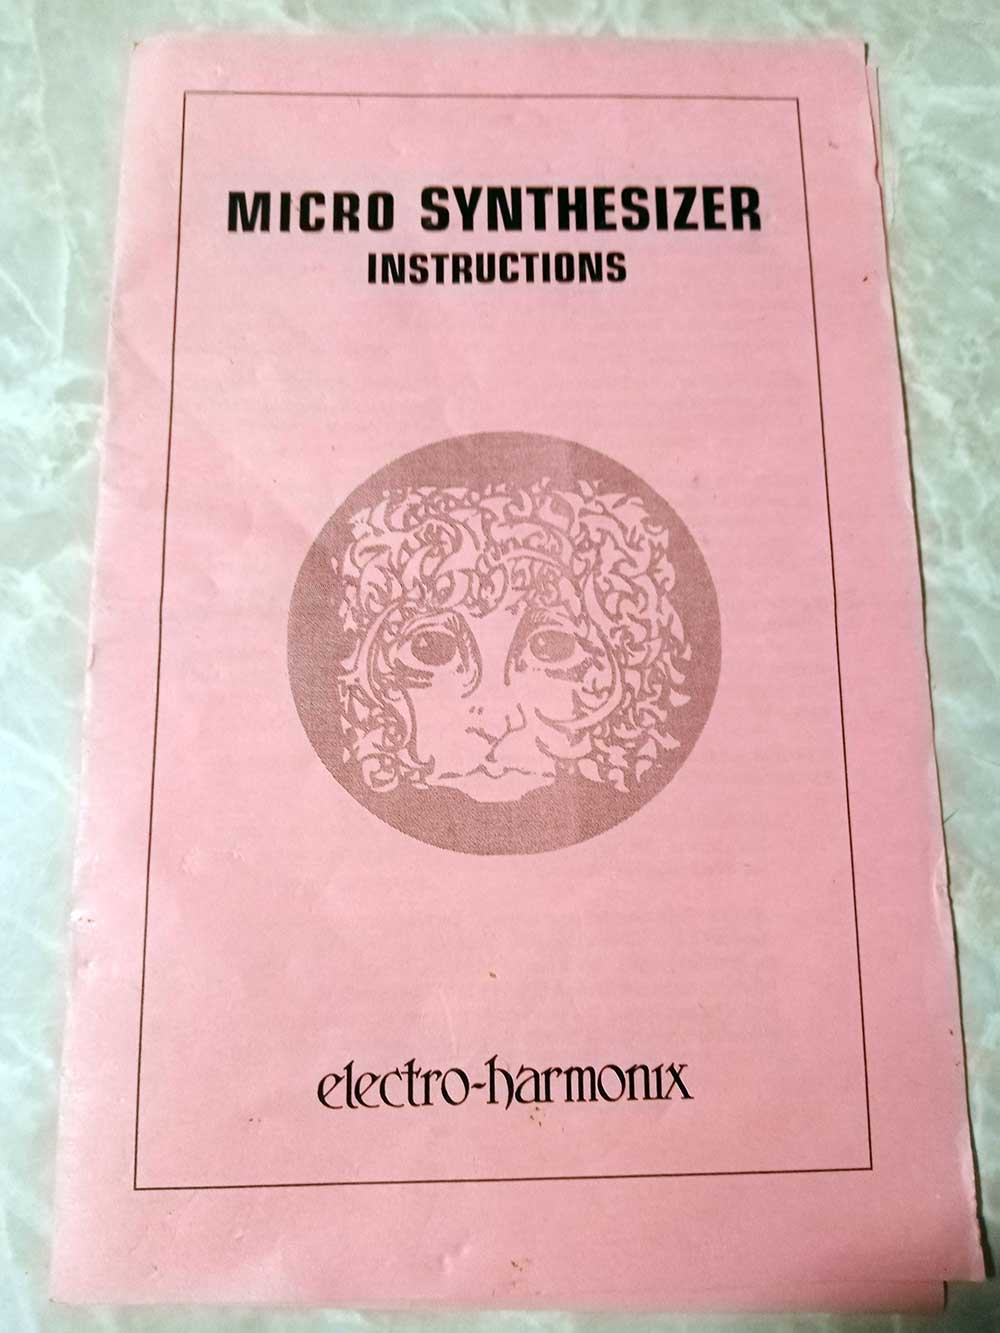 MICRO SYNTHESIZER
INSTRUCTIONS
electro-harmonix